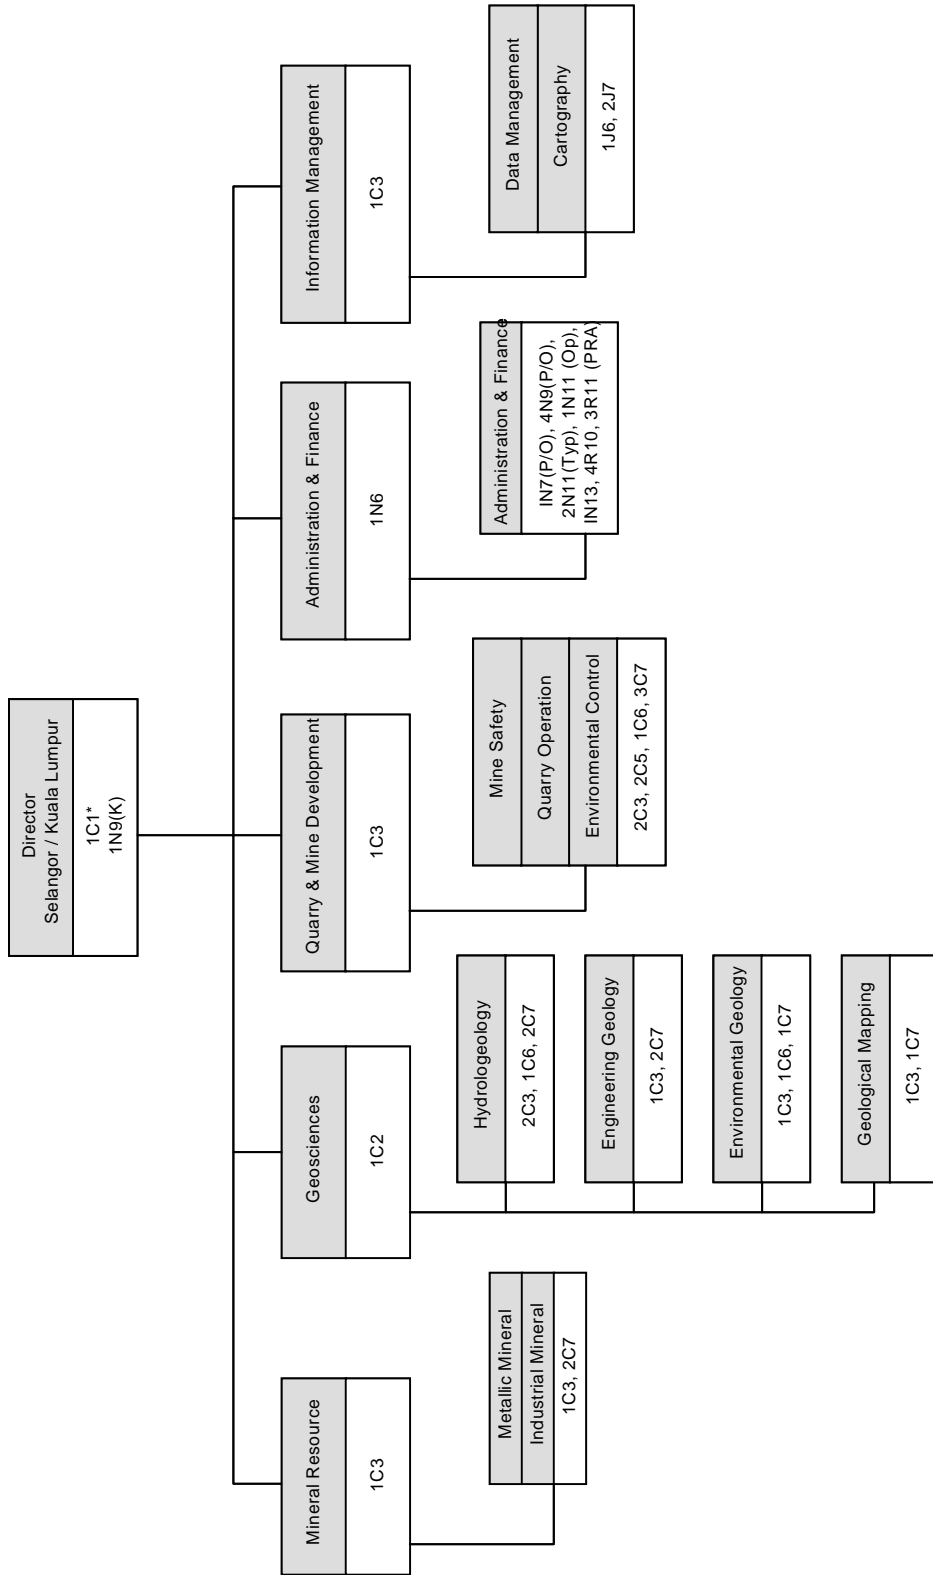 Director
Selangor / Kuala Lumpur
1C1*
1N9(K)
Mineral Resource
1C3
Geosciences
1C2
Quarry & Mine Development
1C3
Administration & Finance
1N6
Information Management
1C3
Metallic Mineral
Industrial Mineral
1C3, 2C7
Hydrologeology
2C3, 1C6, 2C7
Engineering Geology
1C3, 2C7
Environmental Geology
1C3, 1C6, 1C7
Geological Mapping
1C3, 1C7
Mine Safety
Quarry Operation
Environmental Control
2C3, 2C5, 1C6, 3C7
Administration & Finance
IN7(P/O), 4N9(P/O),
2N11(Typ), 1N11 (Op),
IN13, 4R10, 3R11 (PRA)
Data Management
Cartography
1J6, 2J7